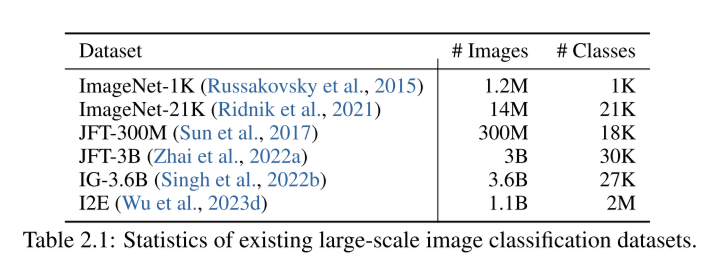 Dataset # Images # Classes
ImageNet-1K (Russakovsky et al., 2015) 1.2M 1K
ImageNet-21K (Ridnik et al., 2021) 14M 21K
JFT-300M (Sun et al., 2017) 300M 18K
JFT-3B (Zhai et al., 2022a) 3B 30K
IG-3.6B (Singh et al., 2022b) 3.6B 27K
I2E (Wu et al., 2023d) 1.1B 2M
Table 2.1: Statistics of existing large-scale image classification datasets.